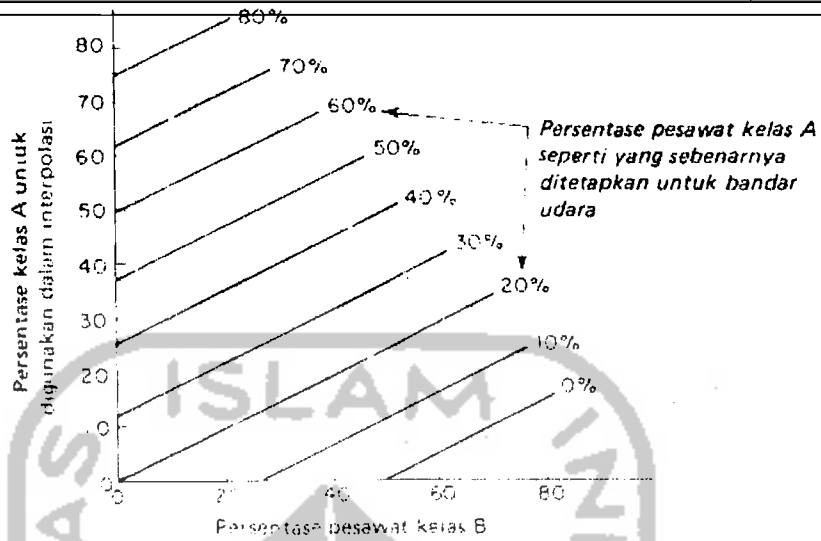 80%
80
70%
70
60%
Persentase pesawat kelas A
seperti yang sebenarnya
ditetapkan untuk bandar
udara
60
50%
50
40%
40
30%
30
20%
20
10%
0%
0
0
20
40
60
80
Persentase kelas A untuk
digunakan dalam interpolasi
Persentase pesawat kelas B
ISLAM